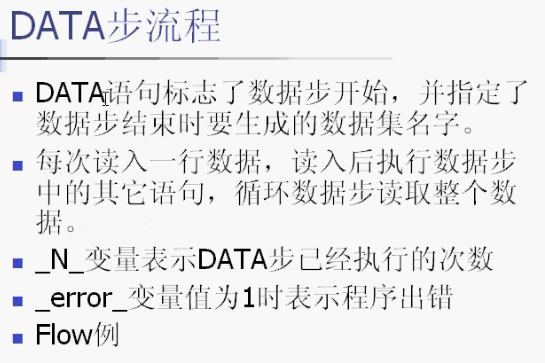 DATA步流程
DATA语句标志了数据步开始，并指定了
数据步结束时要生成的数据集名字。
每次读入一行数据，读入后执行数据步
中的其它语句，循环数据步读取整个数
据。
_N_变量表示DATA步已经执行的次数
_error_变量值为1时表示程序出错
Flow例